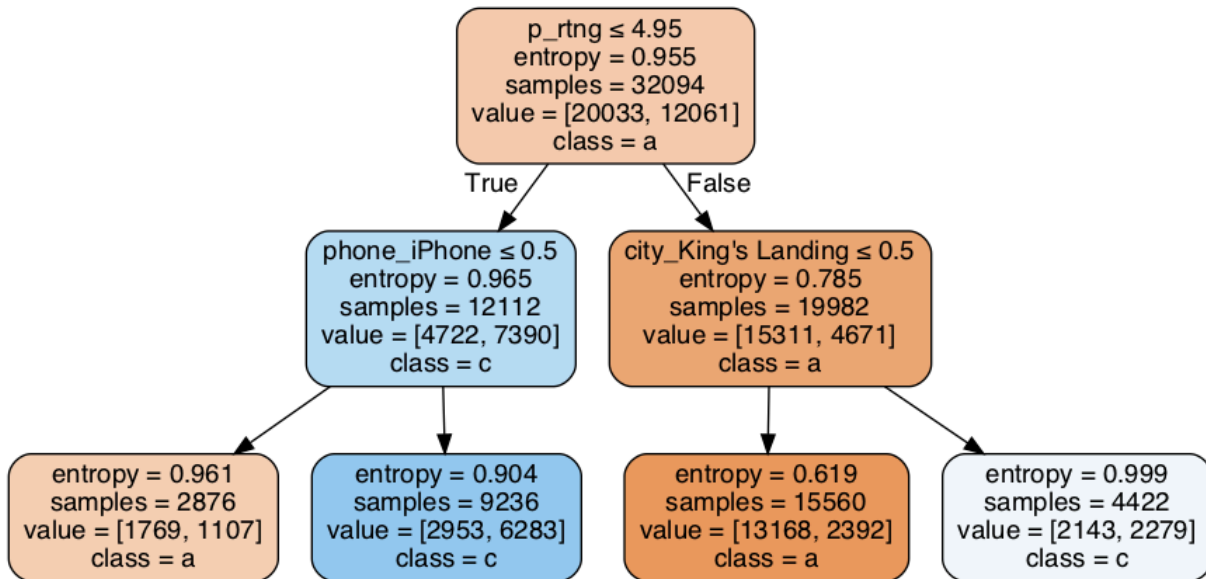 p_rtng ≤ 4.95
entropy = 0.955
samples = 32094
value = [20033, 12061]
class = a
True
False
phone_iPhone ≤ 0.5
entropy = 0.965
samples = 12112
value = [4722, 7390]
class = c
city_King's Landing ≤ 0.5
entropy = 0.785
samples = 19982
value = [15311, 4671]
class = a
entropy = 0.961
samples = 2876
value = [1769, 1107]
class = a
entropy = 0.904
samples = 9236
value = [2953, 6283]
class = c
entropy = 0.619
samples = 15560
value = [13168, 2392]
class = a
entropy = 0.999
samples = 4422
value = [2143, 2279]
class = c